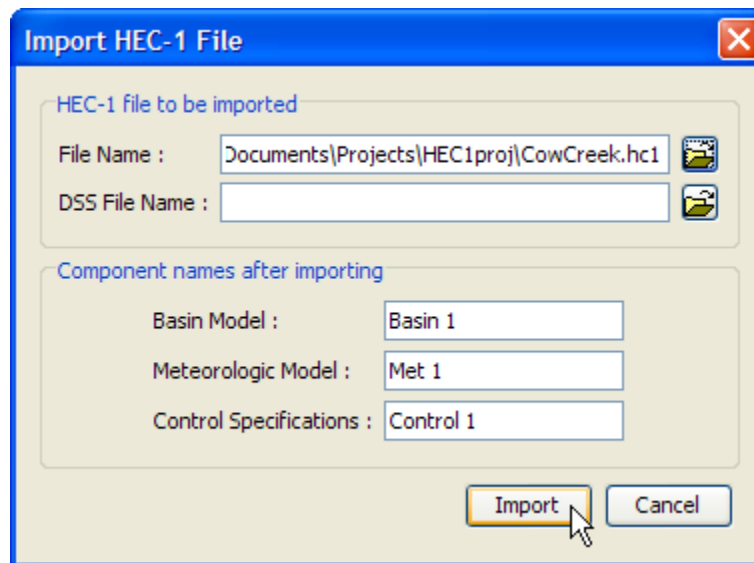 Import HEC-1 File
HEC-1 file to be imported
File Name : Documents\Projects\HEC1proj\CowCreek.hc1
DSS File Name :
Component names after importing
Basin Model : Basin 1
Meteorologic Model : Met 1
Control Specifications : Control 1
Import Cancel